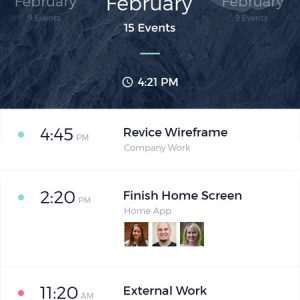 February
February
February
9 Events
15 Events
9 Events
4:21 PM
4:45 PM
Revice Wireframe
Company Work
2:20 PM
Finish Home Screen
Home App
11:20 AM
External Work